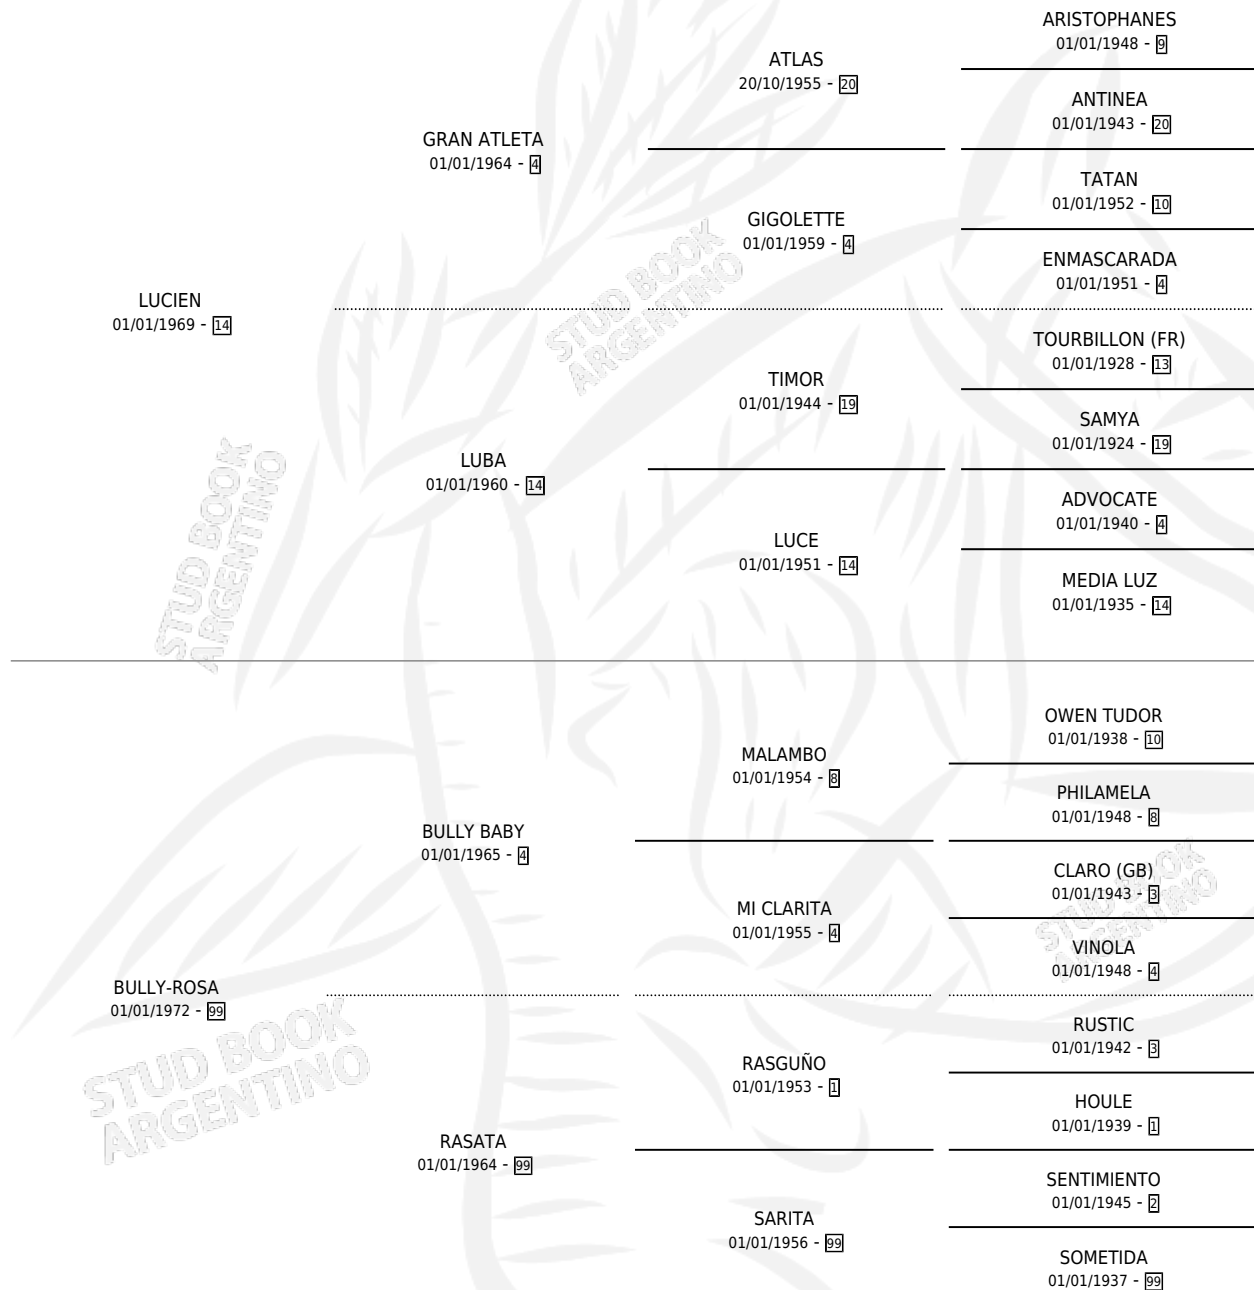 ARISTOPHANES
01/01/1948 - 9
ATLAS
20/10/1955 - 20
ANTINEA
01/01/1943 - 20
GRAN ATLETA
01/01/1964 - 4
TATAN
01/01/1952 - 10
GIGOLETTE
01/01/1959 - 4
ENMASCARADA
01/01/1951 - 4
LUCIEN
01/01/1969 - 14
TOURBILLON (FR)
01/01/1928 - 13
TIMOR
01/01/1944 - 19
SAMYA
01/01/1924 - 19
LUBA
01/01/1960 - 14
ADVOCATE
01/01/1940 - 4
LUCE
01/01/1951 - 14
MEDIA LUZ
01/01/1935 - 14
OWEN TUDOR
01/01/1938 - 10
MALAMBO
01/01/1954 - 8
PHILAMELA
01/01/1948 - 8
BULLY BABY
01/01/1965 - 4
CLARO (GB)
01/01/1943 - 3
MI CLARITA
01/01/1955 - 4
VINOLA
01/01/1948 - 4
BULLY-ROSA
01/01/1972 - 99
RUSTIC
01/01/1942 - 3
RASGUÑO
01/01/1953 - 1
HOULE
01/01/1939 - 1
RASATA
01/01/1964 - 99
SENTIMIENTO
01/01/1945 - 2
SARITA
01/01/1956 - 99
SOMETIDA
01/01/1937 - 99
STUD BOOK
ARGENTINO
STUD BOOK
ARGENTINO
STUD BOOK
ARGENTINO
STUD BOOK
ARGENTINO